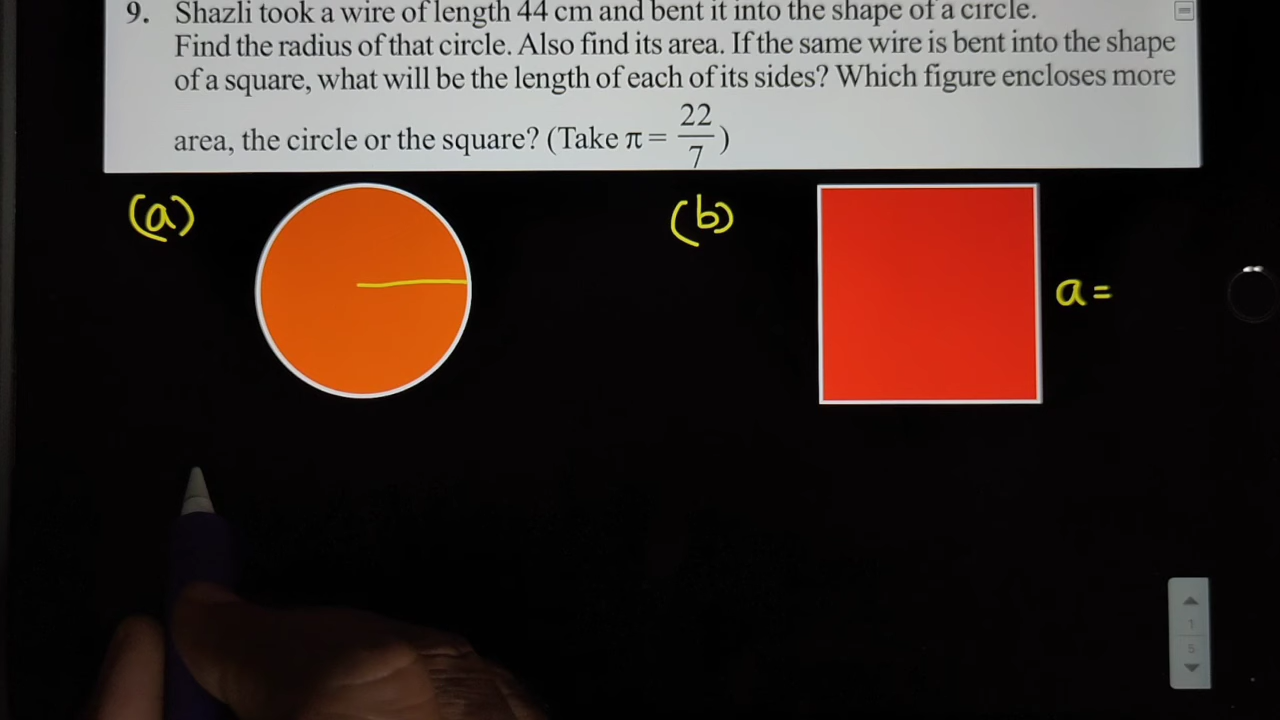 9. Shazli took a wire of length 44 cm and bent it into the shape of a circle.
Find the radius of that circle. Also find its area. If the same wire is bent into the shape
of a square, what will be the length of each of its sides? Which figure encloses more
area, the circle or the square? (Take π = 22/7)
(a)
(b)
a =
1
5